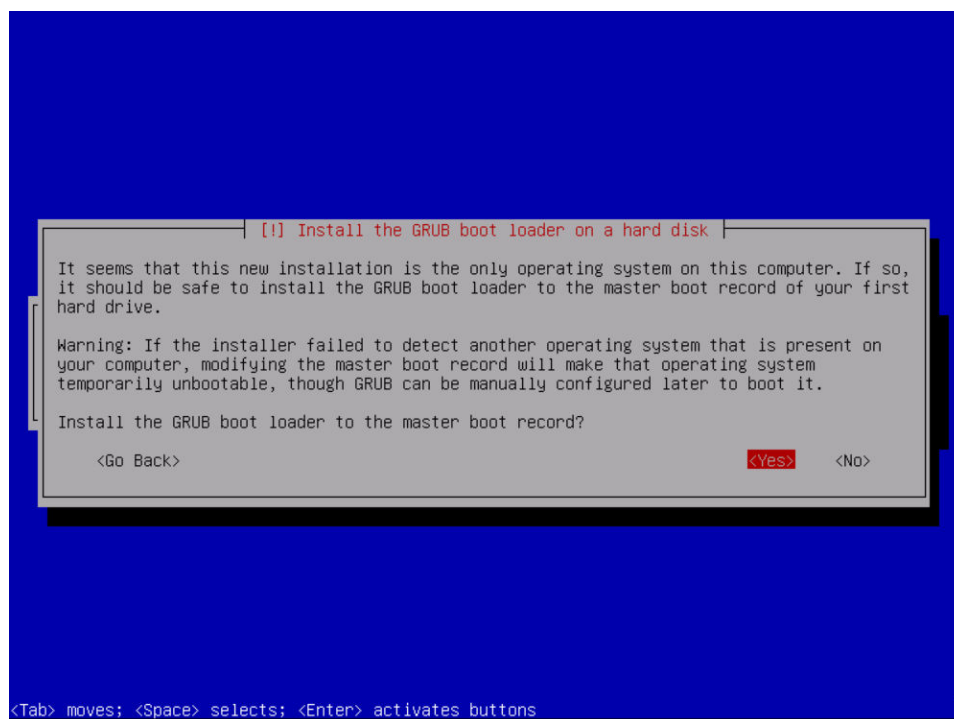 [!] Install the GRUB boot loader on a hard disk
It seems that this new installation is the only operating system on this computer. If so,
it should be safe to install the GRUB boot loader to the master boot record of your first
hard drive.
Warning: If the installer failed to detect another operating system that is present on
your computer, modifying the master boot record will make that operating system
temporarily unbootable, though GRUB can be manually configured later to boot it.
Install the GRUB boot loader to the master boot record?
<Go Back> <Yes> <No>
<Tab> moves; <Space> selects; <Enter> activates buttons